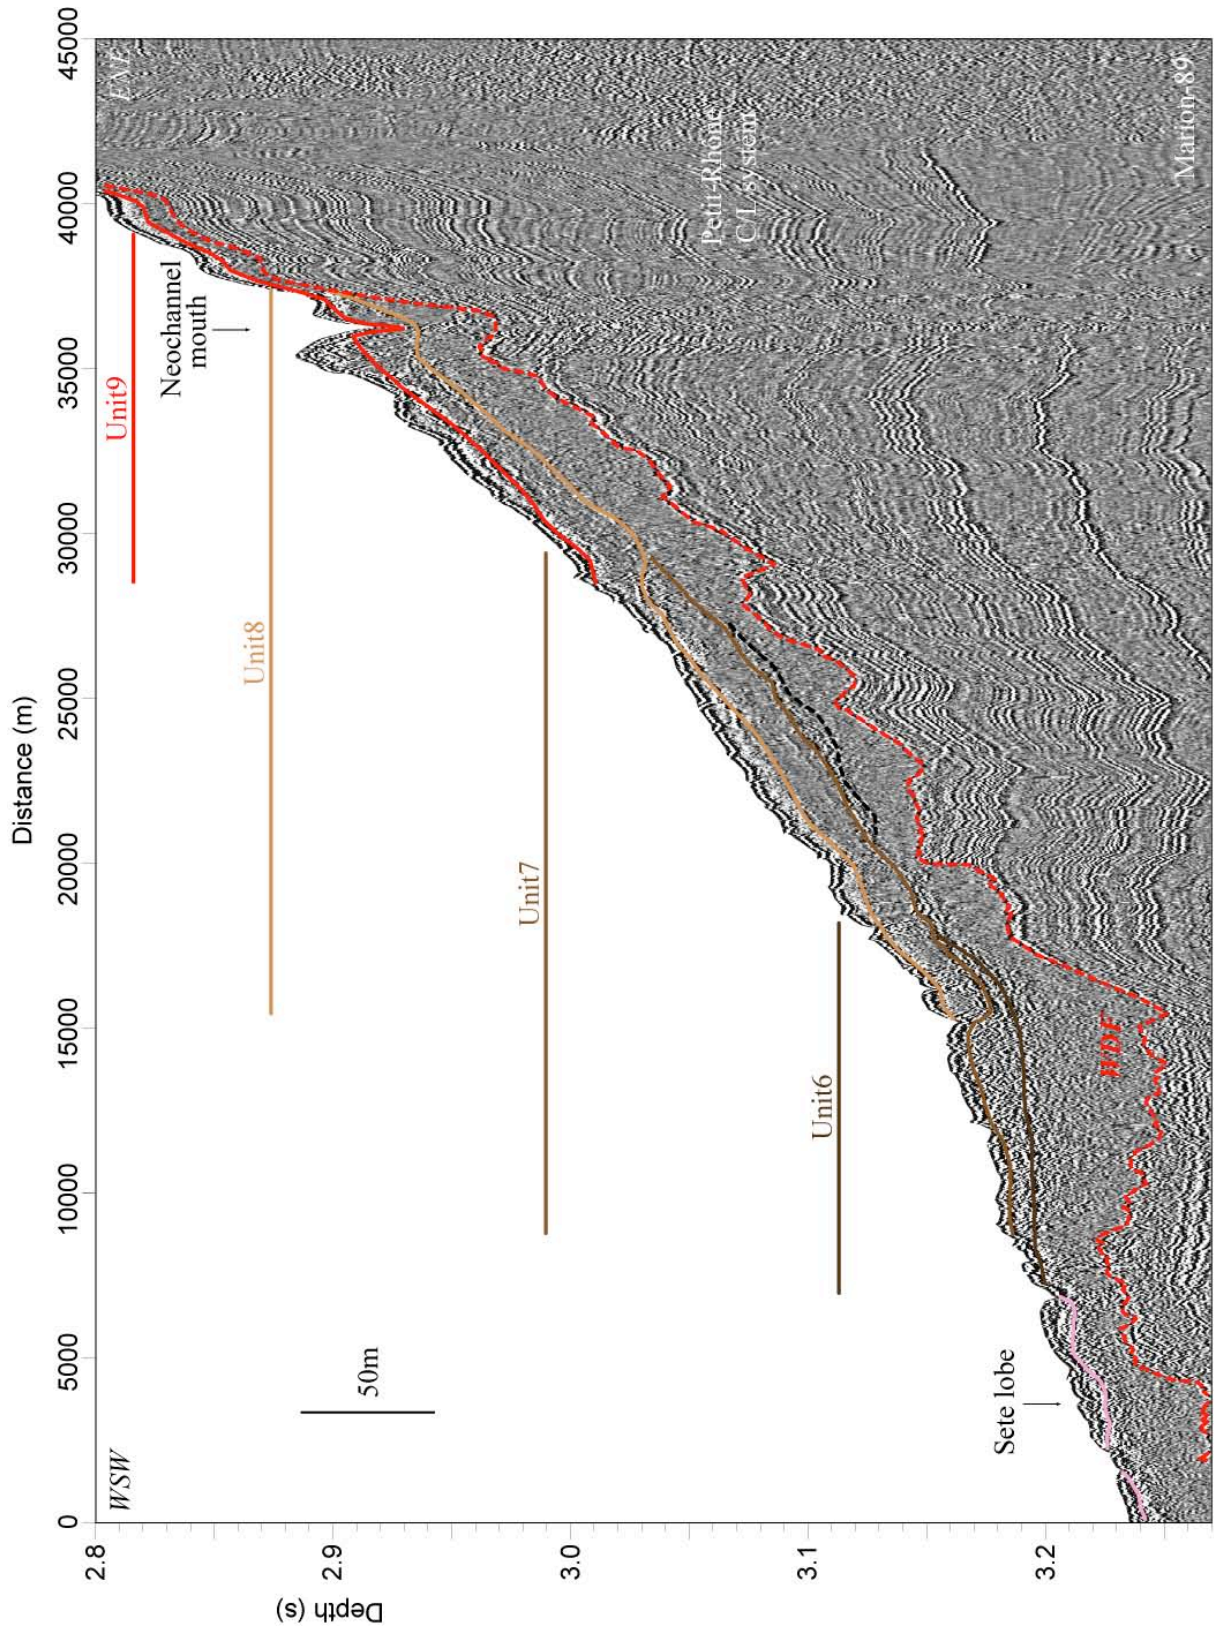 Distance (m)
0
5000
10000
15000
20000
25000
30000
35000
40000
45000
Depth (s)
2.8
2.9
3.0
3.1
3.2
WSW
ENE
Unit9
Neochannel
mouth
Unit8
Unit7
Unit6
50m
Petit-Rhône
C/L system
WDF
Sete lobe
Marion-89